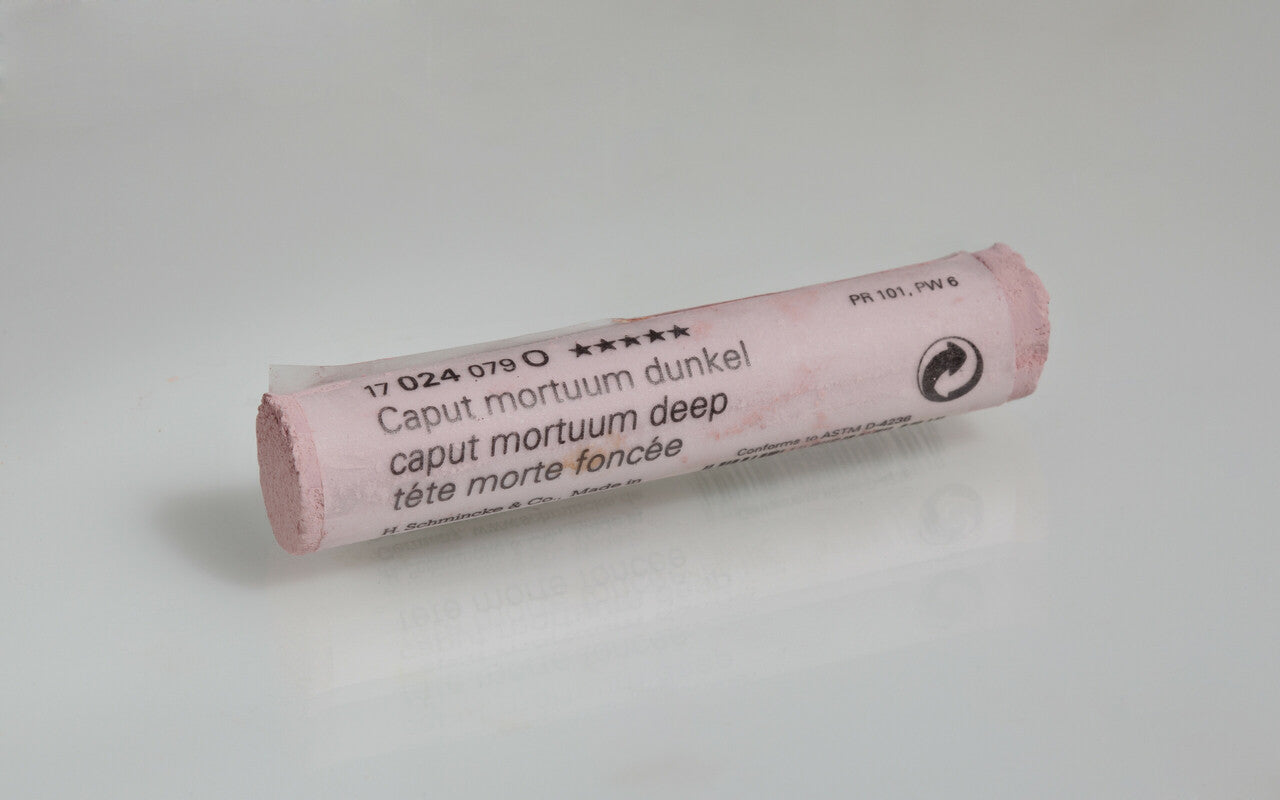 17 024 079 O ★★★★★
Caput mortuum dunkel
caput mortuum deep
téte morte foncée
H. Schmincke & Co., Made in
PR 101, PW 6
Conforms to ASTM D-4236